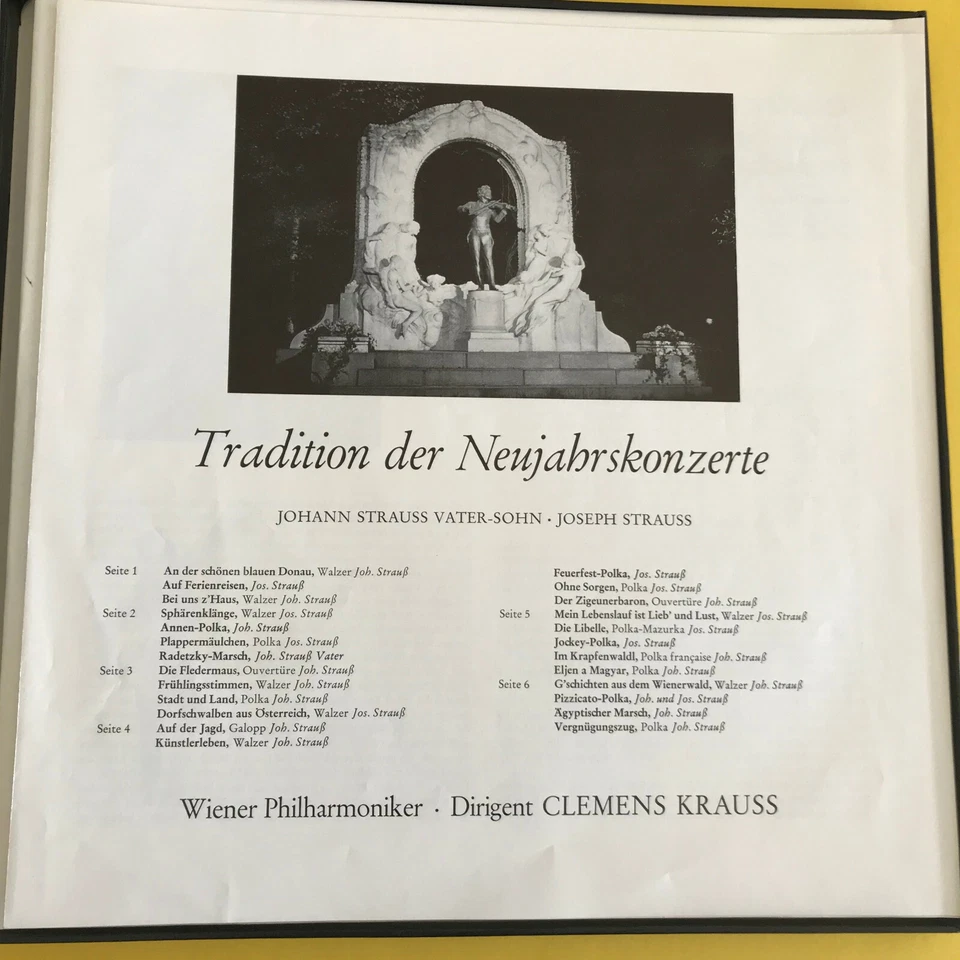 Tradition der Neujahrskonzerte
JOHANN STRAUSS VATER-SOHN · JOSEPH STRAUSS
Seite 1 An der schönen blauen Donau, Walzer Joh. Strauß
Auf Ferienreisen, Jos. Strauß
Bei uns z'Haus, Walzer Joh. Strauß
Seite 2 Sphärenklänge, Walzer Jos. Strauß
Annen-Polka, Joh. Strauß
Plappermäulchen, Polka Jos. Strauß
Radetzky-Marsch, Joh. Strauß Vater
Seite 3 Die Fledermaus, Ouvertüre Joh. Strauß
Frühlingsstimmen, Walzer Joh. Strauß
Stadt und Land, Polka Joh. Strauß
Dorfschwalben aus Österreich, Walzer Jos. Strauß
Seite 4 Auf der Jagd, Galopp Joh. Strauß
Künstlerleben, Walzer Joh. Strauß
Feuerfest-Polka, Jos. Strauß
Ohne Sorgen, Polka Jos. Strauß
Der Zigeunerbaron, Ouvertüre Joh. Strauß
Seite 5 Mein Lebenslauf ist Lieb' und Lust, Walzer Jos. Strauß
Die Libelle, Polka-Mazurka Jos. Strauß
Jockey-Polka, Jos. Strauß
Im Krapfenwaldl, Polka française Joh. Strauß
Eljen a Magyar, Polka Joh. Strauß
Seite 6 G'schichten aus dem Wienerwald, Walzer Joh. Strauß
Pizzicato-Polka, Joh. und Jos. Strauß
Ägyptischer Marsch, Joh. Strauß
Vergnügungszug, Polka Joh. Strauß
Wiener Philharmoniker · Dirigent CLEMENS KRAUSS